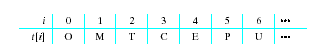 i 0 1 2 3 4 5 6 •••
t[i] O M T C E P U •••